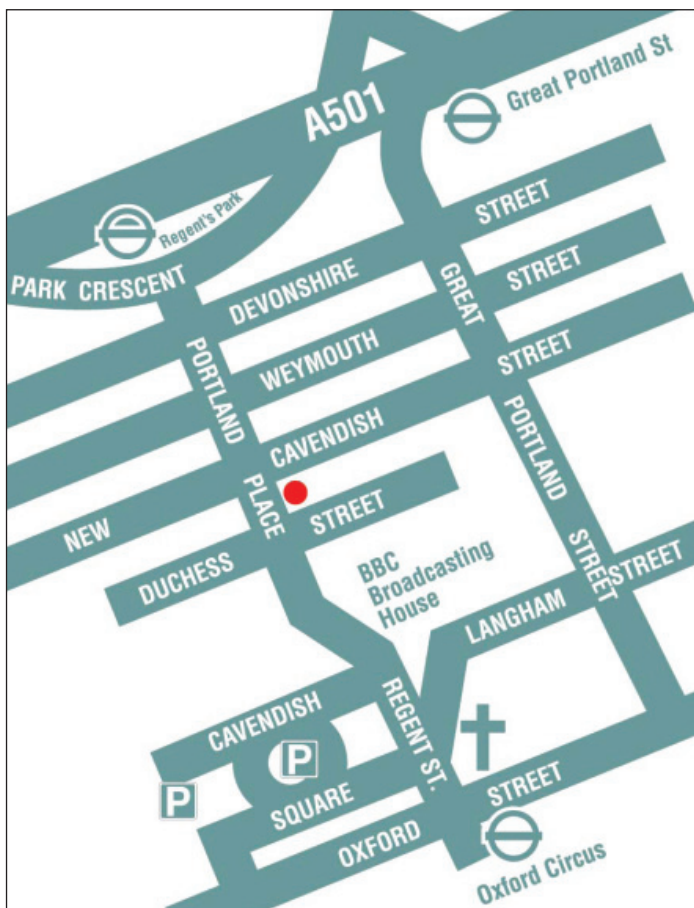 Great Portland St
A501
Regent's Park
PARK CRESCENT
DEVONSHIRE STREET
WEYMOUTH STREET
NEW CAVENDISH STREET
PORTLAND PLACE
GREAT PORTLAND STREET
DUCHESS STREET
BBC
Broadcasting
House
LANGHAM STREET
REGENT ST.
CAVENDISH
P
P
SQUARE
OXFORD STREET
Oxford Circus